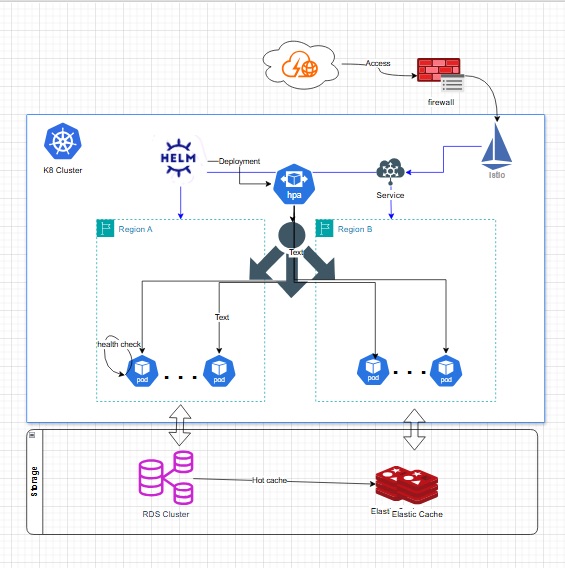 Access
firewall
K8 Cluster
HELM
Deployment
hpa
Service
Istio
Region A
Region B
Text
Text
health check
pod
pod
pod
pod
Storage
Hot cache
RDS Cluster
Elastic Cache